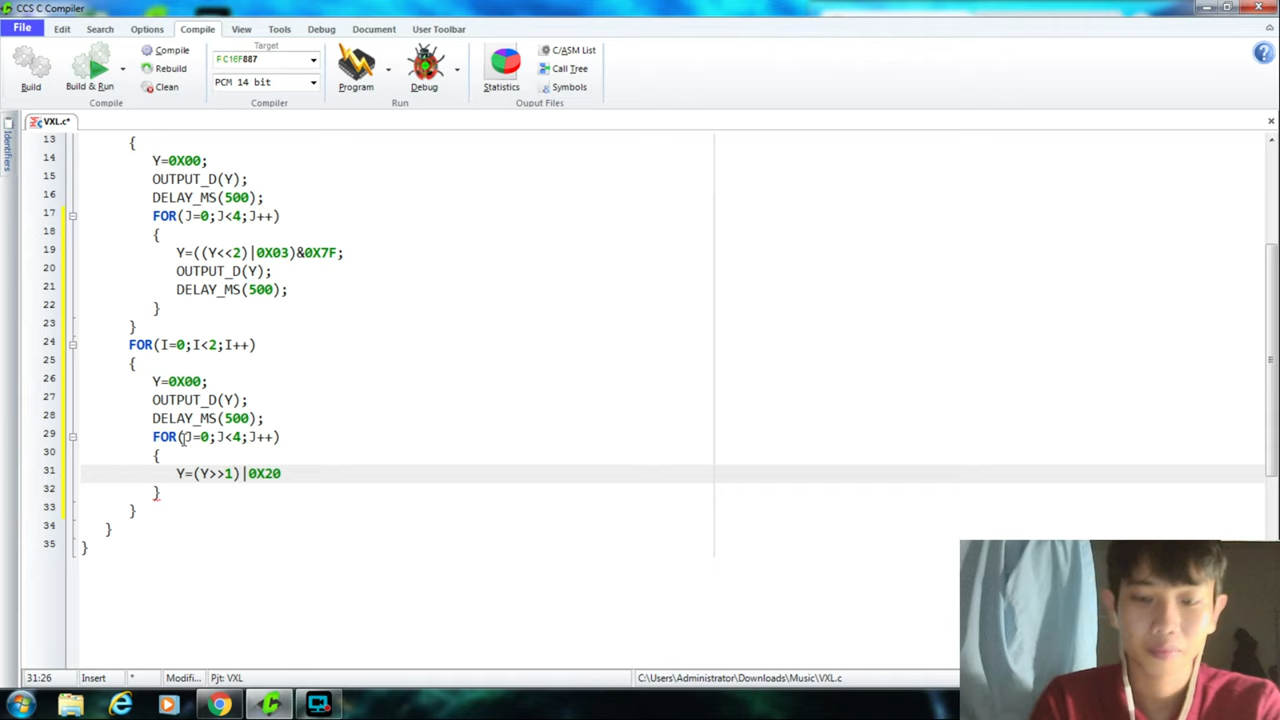 CCS C Compiler
File Edit Search Options Compile View Tools Debug Document User Toolbar
Build
Build & Run
Compile
Rebuild
Clean
Compile
Target
PIC16F887
PCM 14 bit
Compiler
Program
Debug
Run
Statistics
C/ASM List
Call Tree
Symbols
Ouput Files
Identifiers
VXL.c*
13 {
14 Y=0X00;
15 OUTPUT_D(Y);
16 DELAY_MS(500);
17 FOR(J=0;J<4;J++)
18 {
19 Y=((Y<<2)|0X03)&0X7F;
20 OUTPUT_D(Y);
21 DELAY_MS(500);
22 }
23 }
24 FOR(I=0;I<2;I++)
25 {
26 Y=0X00;
27 OUTPUT_D(Y);
28 DELAY_MS(500);
29 FOR(J=0;J<4;J++)
30 {
31 Y=(Y>>1)|0X20
32 }
33 }
34 }
35 }
31:26 Insert * Modifi... Pjt: VXL C:\Users\Administrator\Downloads\Music\VXL.c